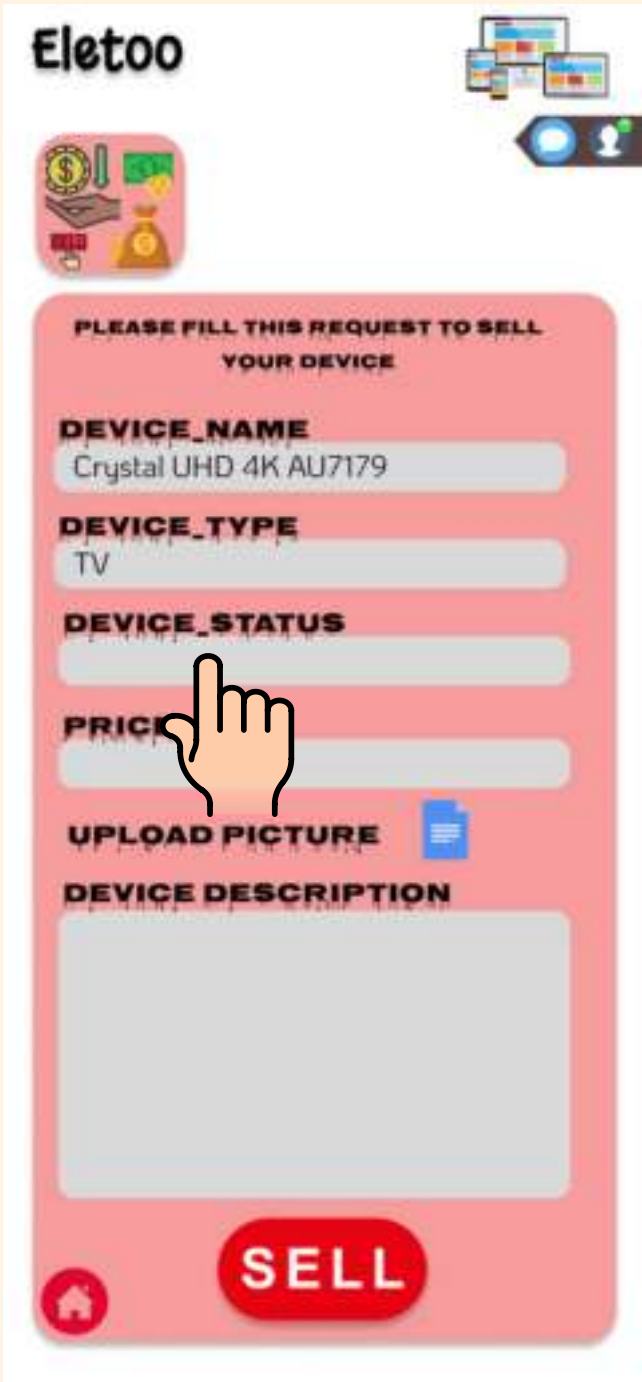 Eletoo
PLEASE FILL THIS REQUEST TO SELL
YOUR DEVICE
DEVICE_NAME
Crystal UHD 4K AU7179
DEVICE_TYPE
TV
DEVICE_STATUS
PRICE
UPLOAD PICTURE
DEVICE DESCRIPTION
SELL